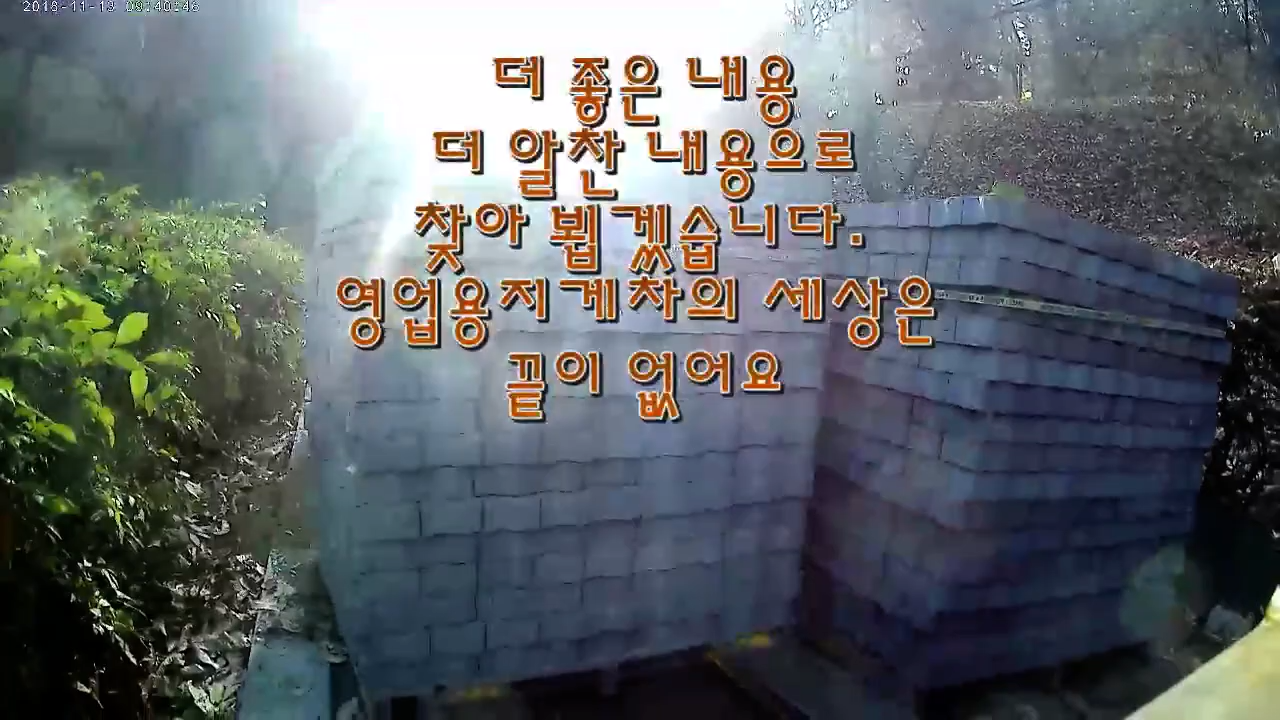 더 좋은 내용
더 알찬 내용으로
찾아 뵙겠습니다.
영업용지게차의 세상은
끝이 없어요